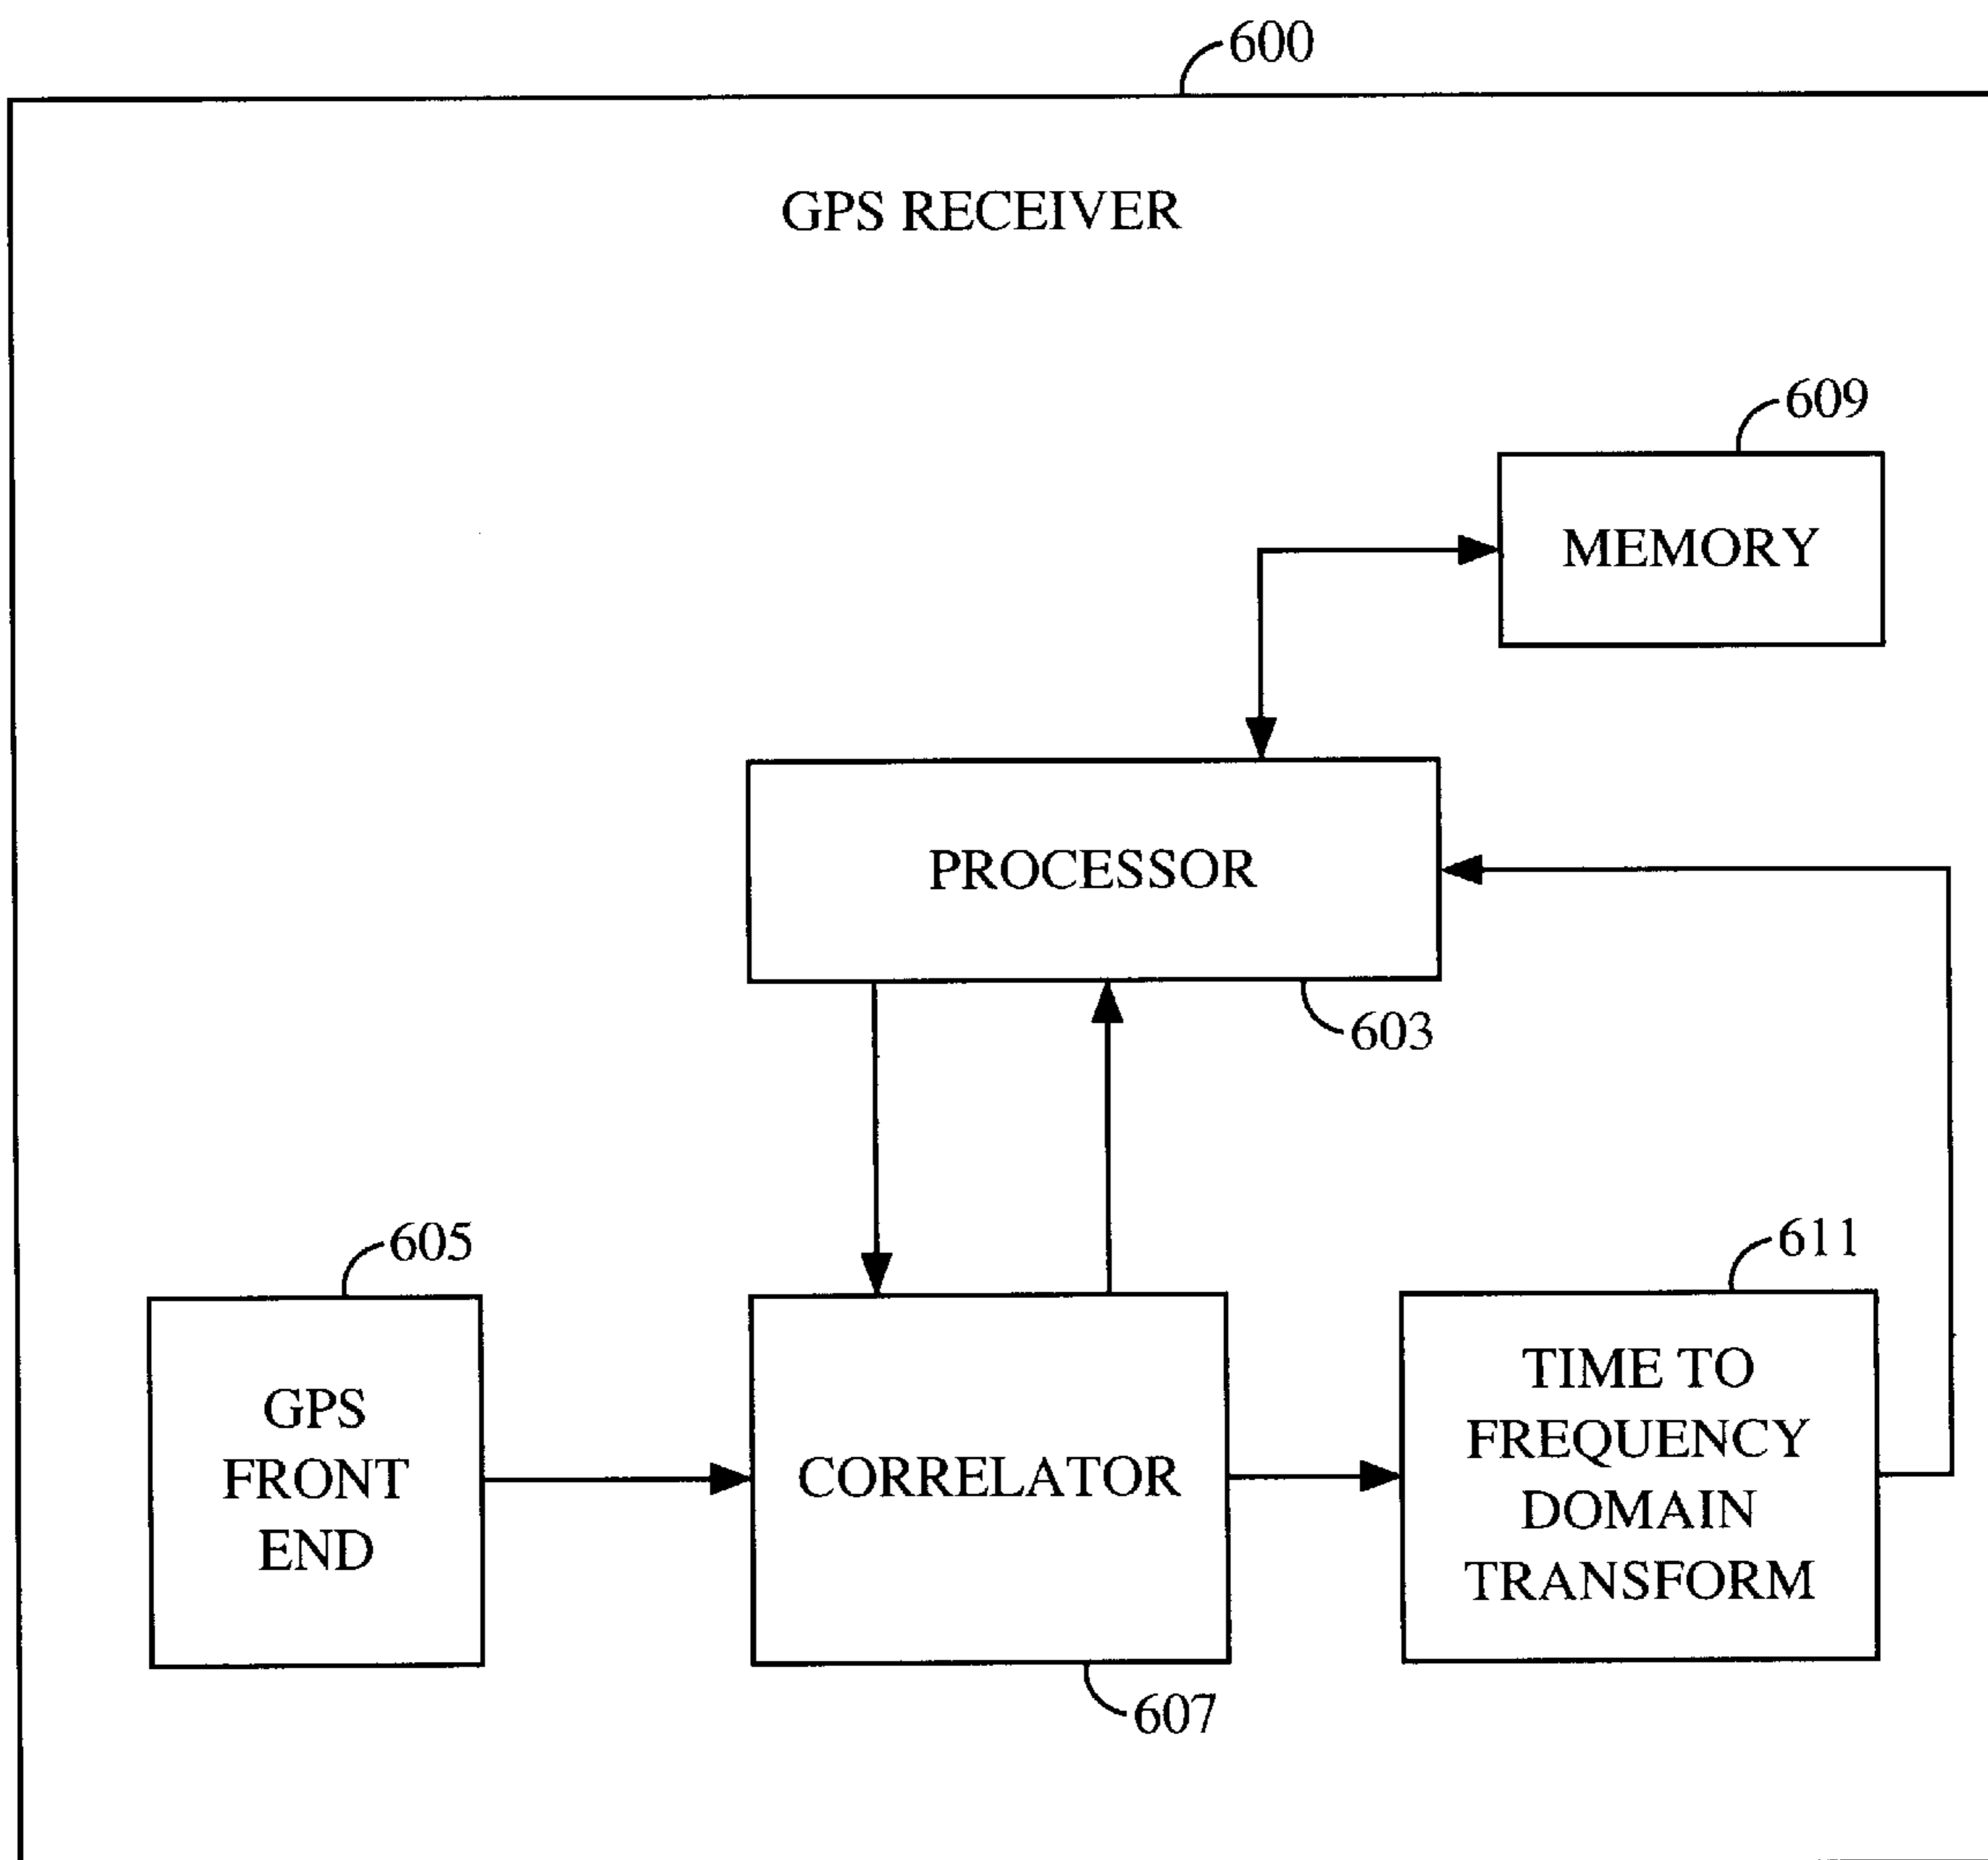 600
GPS RECEIVER
609
MEMORY
PROCESSOR
603
605
611
GPS
FRONT
END
CORRELATOR
TIME TO
FREQUENCY
DOMAIN
TRANSFORM
607